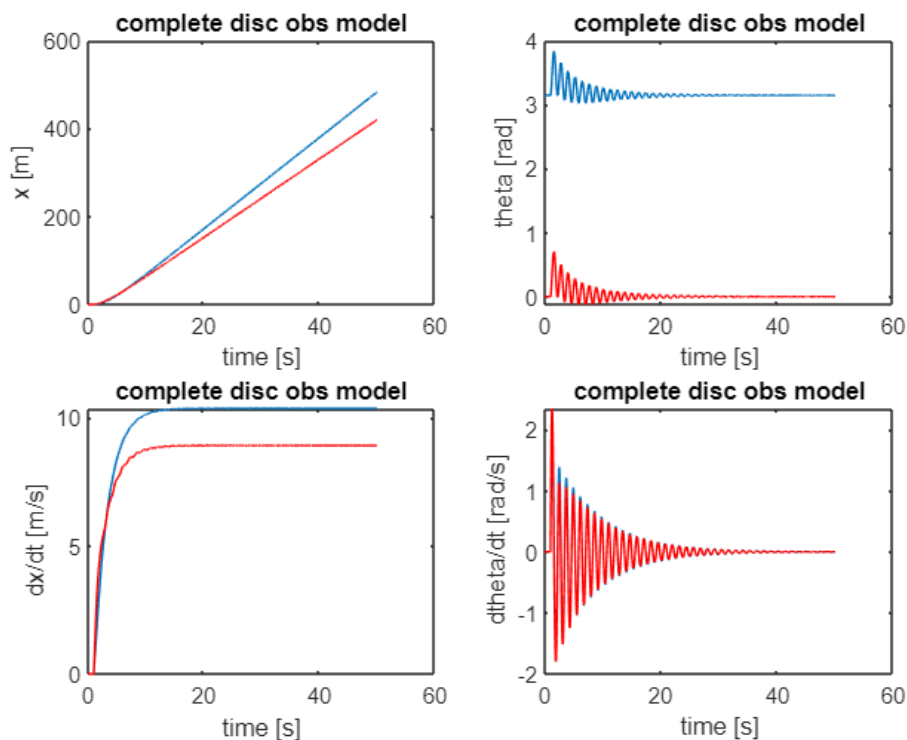 complete disc obs model
600
400
200
0
x [m]
0 20 40 60
time [s]
complete disc obs model
4
3
2
1
0
theta [rad]
0 20 40 60
time [s]
complete disc obs model
10
5
0
dx/dt [m/s]
0 20 40 60
time [s]
complete disc obs model
2
1
0
-1
-2
dtheta/dt [rad/s]
0 20 40 60
time [s]